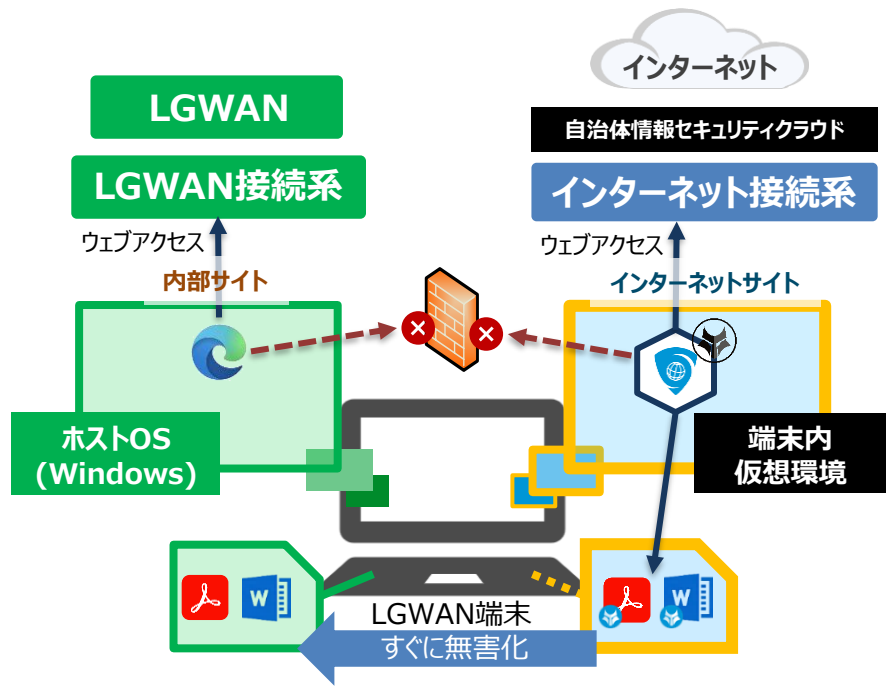 インターネット
LGWAN
自治体情報セキュリティクラウド
LGWAN接続系
インターネット接続系
ウェブアクセス
ウェブアクセス
内部サイト
インターネットサイト
ホストOS
(Windows)
端末内
仮想環境
W
W
LGWAN端末
すぐに無害化